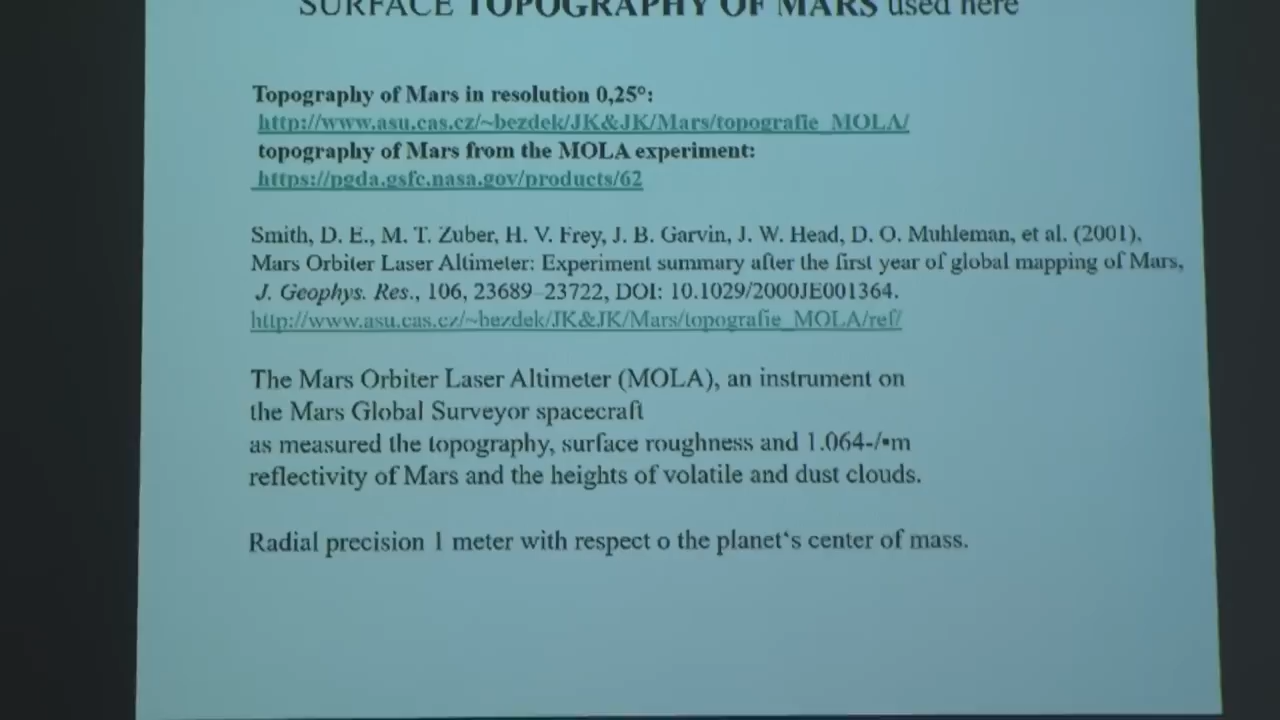 SURFACE TOPOGRAPHY OF MARS used here
Topography of Mars in resolution 0,25°:
http://www.asu.cas.cz/~bezdek/JK&JK/Mars/topografie_MOLA/
topography of Mars from the MOLA experiment:
https://pgda.gsfc.nasa.gov/products/62
Smith, D. E., M. T. Zuber, H. V. Frey, J. B. Garvin, J. W. Head, D. O. Muhleman, et al. (2001),
Mars Orbiter Laser Altimeter: Experiment summary after the first year of global mapping of Mars,
J. Geophys. Res., 106, 23689–23722, DOI: 10.1029/2000JE001364.
http://www.asu.cas.cz/~bezdek/JK&JK/Mars/topografie_MOLA/ref/
The Mars Orbiter Laser Altimeter (MOLA), an instrument on
the Mars Global Surveyor spacecraft
as measured the topography, surface roughness and 1.064-/•m
reflectivity of Mars and the heights of volatile and dust clouds.
Radial precision 1 meter with respect o the planet‘s center of mass.